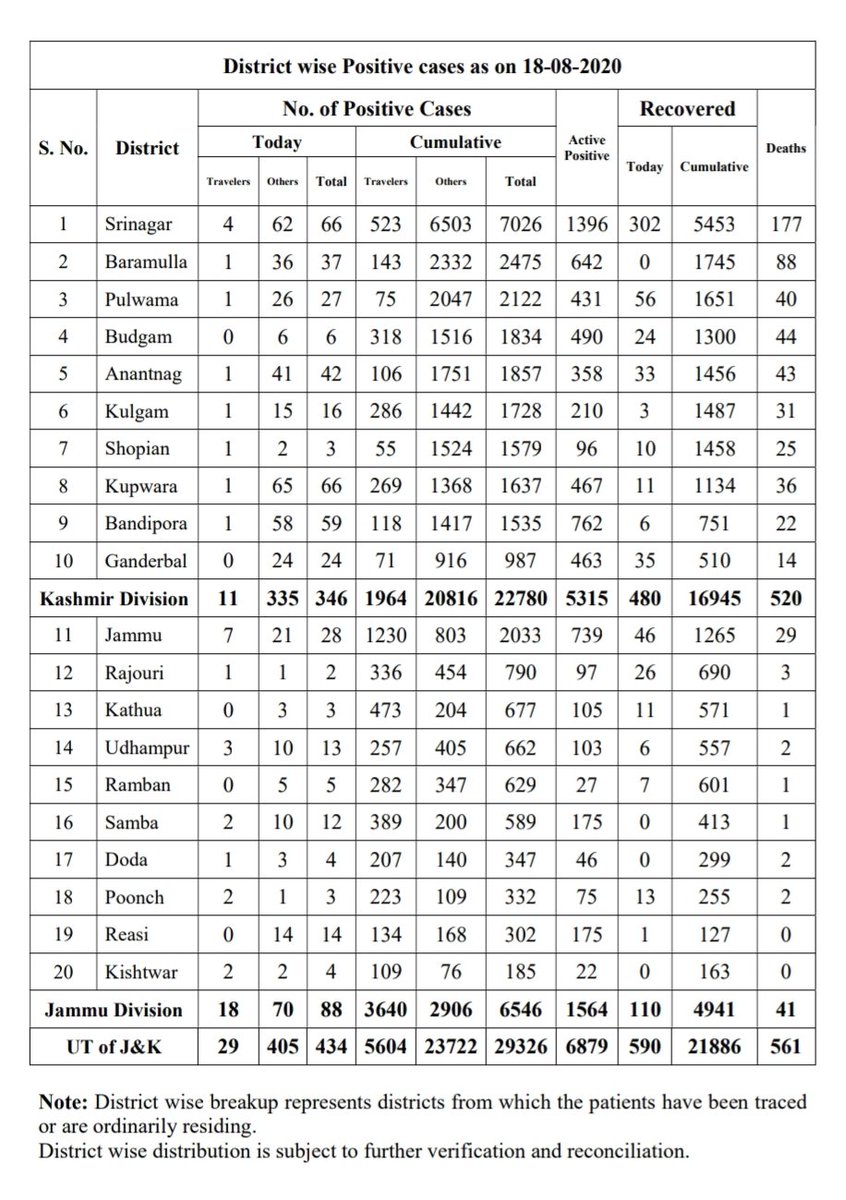 District wise Positive cases as on 18-08-2020
S. No. District No. of Positive Cases Active Positive Recovered Deaths
Today Cumulative Today Cumulative
Travelers Others Total Travelers Others Total
1 Srinagar 4 62 66 523 6503 7026 1396 302 5453 177
2 Baramulla 1 36 37 143 2332 2475 642 0 1745 88
3 Pulwama 1 26 27 75 2047 2122 431 56 1651 40
4 Budgam 0 6 6 318 1516 1834 490 24 1300 44
5 Anantnag 1 41 42 106 1751 1857 358 33 1456 43
6 Kulgam 1 15 16 286 1442 1728 210 3 1487 31
7 Shopian 1 2 3 55 1524 1579 96 10 1458 25
8 Kupwara 1 65 66 269 1368 1637 467 11 1134 36
9 Bandipora 1 58 59 118 1417 1535 762 6 751 22
10 Ganderbal 0 24 24 71 916 987 463 35 510 14
Kashmir Division 11 335 346 1964 20816 22780 5315 480 16945 520
11 Jammu 7 21 28 1230 803 2033 739 46 1265 29
12 Rajouri 1 1 2 336 454 790 97 26 690 3
13 Kathua 0 3 3 473 204 677 105 11 571 1
14 Udhampur 3 10 13 257 405 662 103 6 557 2
15 Ramban 0 5 5 282 347 629 27 7 601 1
16 Samba 2 10 12 389 200 589 175 0 413 1
17 Doda 1 3 4 207 140 347 46 0 299 2
18 Poonch 2 1 3 223 109 332 75 13 255 2
19 Reasi 0 14 14 134 168 302 175 1 127 0
20 Kishtwar 2 2 4 109 76 185 22 0 163 0
Jammu Division 18 70 88 3640 2906 6546 1564 110 4941 41
UT of J&K 29 405 434 5604 23722 29326 6879 590 21886 561
Note: District wise breakup represents districts from which the patients have been traced
or are ordinarily residing.
District wise distribution is subject to further verification and reconciliation.